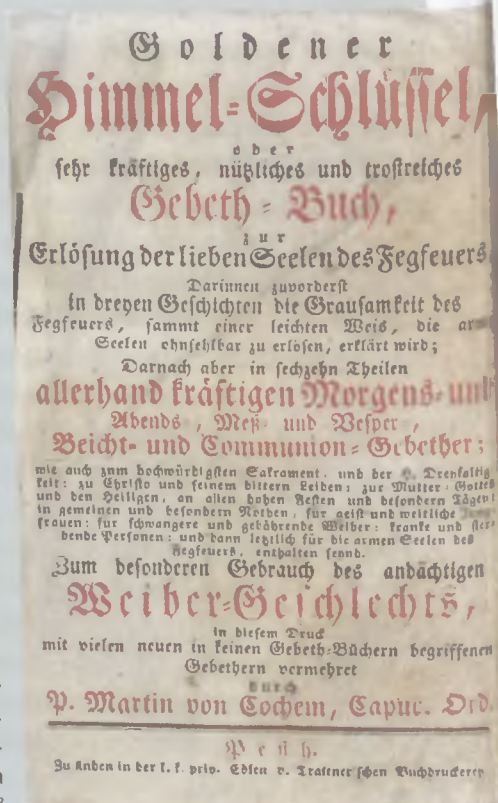 Goldener
Himmel-Schlüssel,
oder
sehr kräftiges, nützliches und trostreiches
Gebeth-Buch,
zur
Erlösung der lieben Seelen des Fegfeuers
Darinnen zuvorderst
in dreyen Geschichten die Grausamkeit des
Fegfeuers, sammt einer leichten Weis, die
Seelen ohnfehlbar zu erlösen, erklärt wird;
Darnach aber in sechzehn Theilen
allerhand kräftigen Morgens- und
Abends, Meß- und Vesper,
Beicht- und Communion-Gebether;
wie auch zum hochwürdigsten Sakrament, und der H. Dreyfaltig
keit: zu Christo und seinem bittern Leiden: zur Mutter Gottes
und den Heiligen, an allen hohen Festen und besondern Tägen:
in gemeinen und besondern Nöthen, für geist und weltliche
frauen: für schwangere und gebährende Weiber: kranke und ster
bende Personen: und dann letzlich für die armen Seelen des
Fegfeuers, enthalten seynd.
Zum besonderen Gebrauch des andächtigen
Weiber-Geschlechts,
in diesem Druck
mit vielen neuen in keinen Gebeth-Büchern begriffenen
Gebethern vermehret
durch
P. Martin von Cochem, Capuc. Ord.
Pesth.
Zu finden in der k. k. priv. Edlen v. Trattner'schen Buchdruckerey